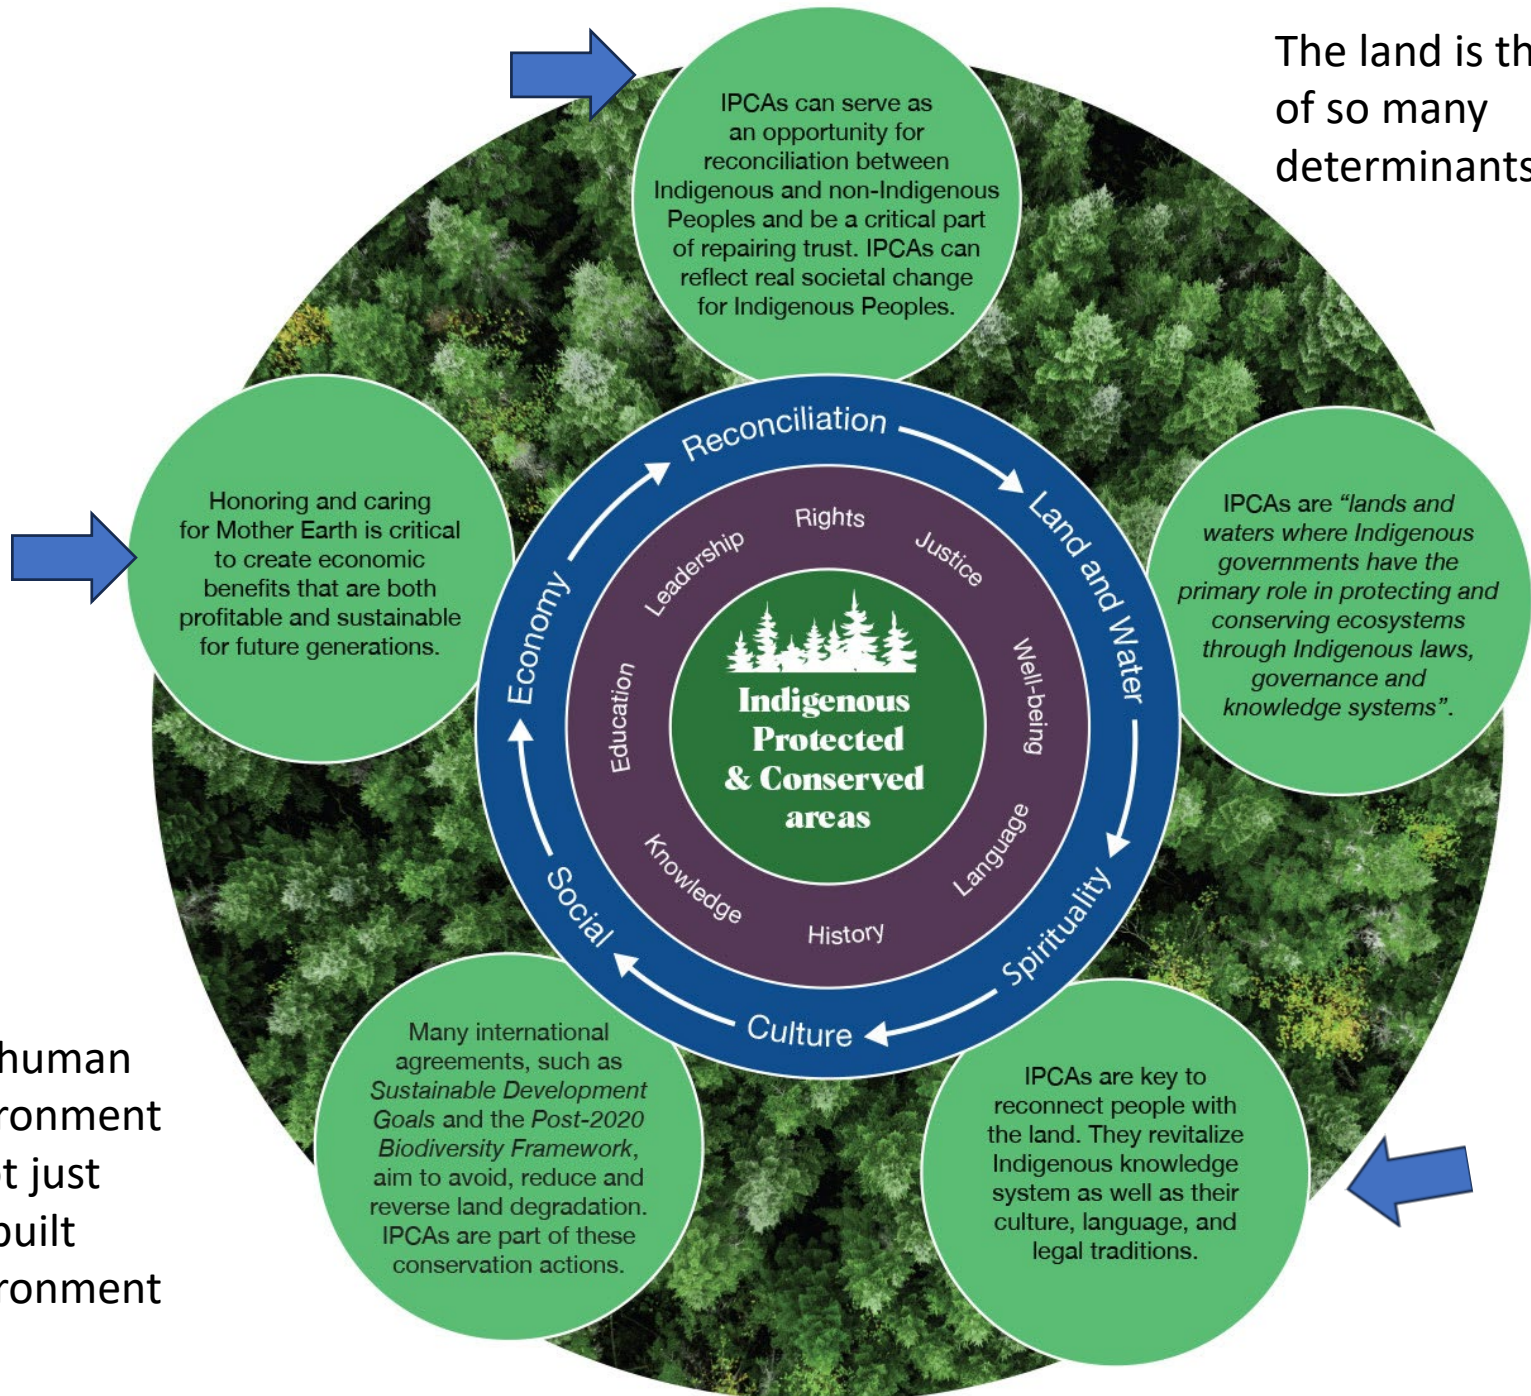 The land is th
of so many
determinants
IPCAs can serve as
an opportunity for
reconciliation between
Indigenous and non-Indigenous
Peoples and be a critical part
of repairing trust. IPCAs can
reflect real societal change
for Indigenous Peoples.
Honoring and caring
for Mother Earth is critical
to create economic
benefits that are both
profitable and sustainable
for future generations.
IPCAs are “lands and
waters where Indigenous
governments have the
primary role in protecting and
conserving ecosystems
through Indigenous laws,
governance and
knowledge systems”.
Reconciliation
Land and Water
Spirituality
Culture
Social
Economy
Rights
Justice
Well-being
Language
History
Knowledge
Education
Leadership
Indigenous
Protected
& Conserved
areas
human
ronment
t just
built
ronment
Many international
agreements, such as
Sustainable Development
Goals and the Post-2020
Biodiversity Framework,
aim to avoid, reduce and
reverse land degradation.
IPCAs are part of these
conservation actions.
IPCAs are key to
reconnect people with
the land. They revitalize
Indigenous knowledge
system as well as their
culture, language, and
legal traditions.